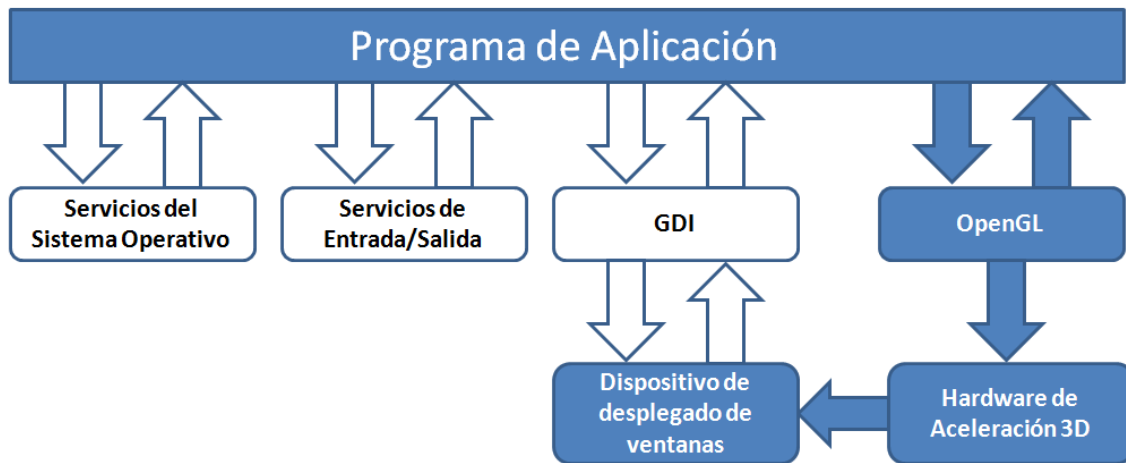 Programa de Aplicación
Servicios del
Sistema Operativo
Servicios de
Entrada/Salida
GDI
OpenGL
Dispositivo de
desplegado de
ventanas
Hardware de
Aceleración 3D